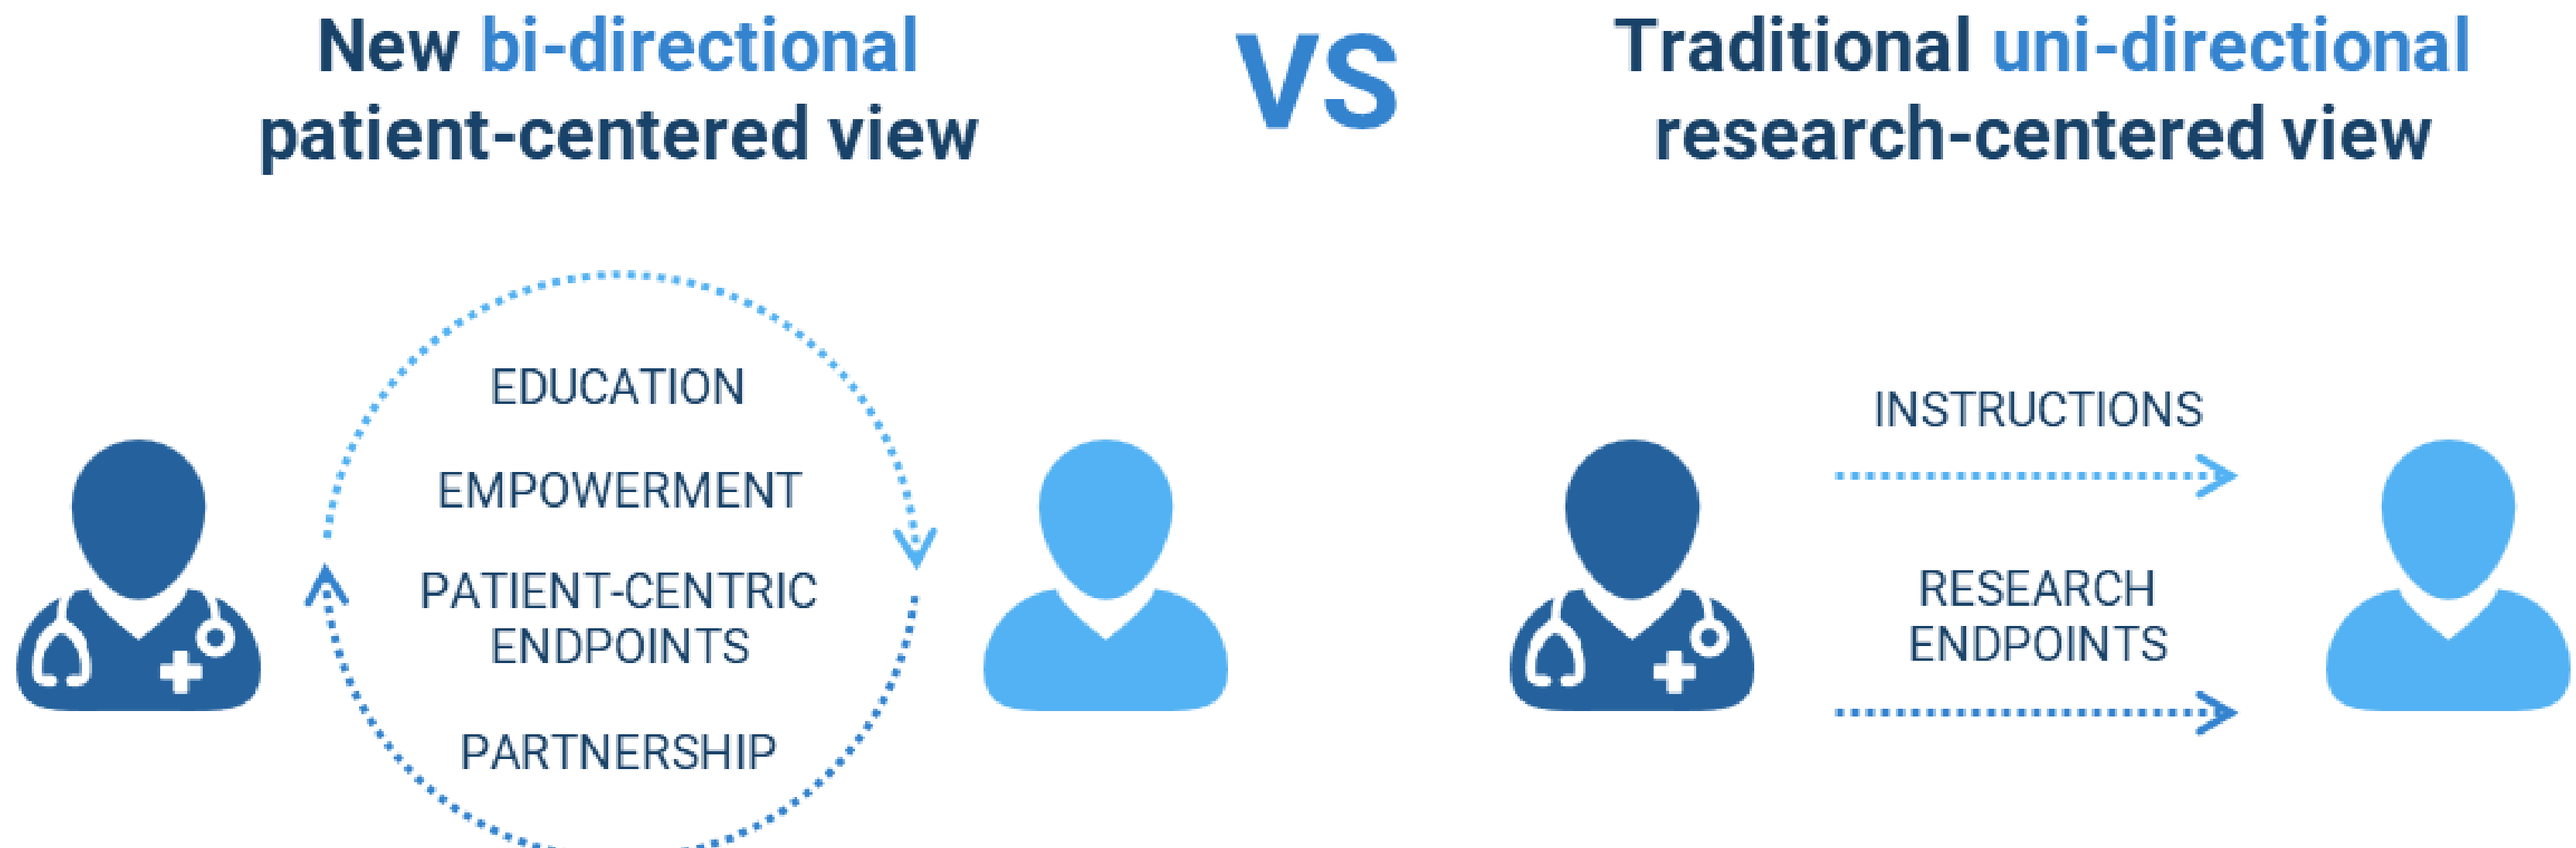 New bi-directional
patient-centered view
VS
Traditional uni-directional
research-centered view
EDUCATION
EMPOWERMENT
PATIENT-CENTRIC
ENDPOINTS
PARTNERSHIP
INSTRUCTIONS
RESEARCH
ENDPOINTS